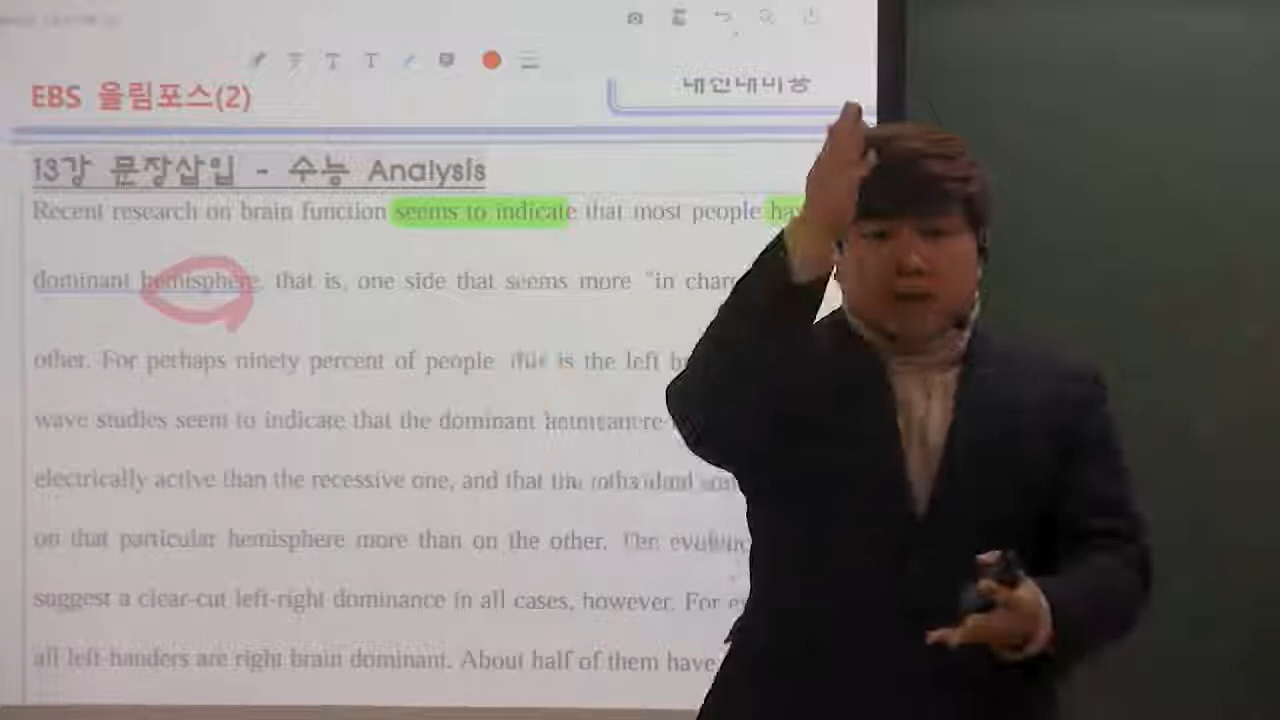 EBS 올림포스(2)
13강 문장삽입 - 수능 Analysis
Recent research on brain function seems to indicate that most people
dominant hemisphere, that is, one side that seems more "in
other. For perhaps ninety percent of people this is the left
wave studies seem to indicate that the dominant
electrically active than the recessive one, and that
on that particular hemisphere more than on the other.
suggest a clear-cut left-right dominance in all cases, however. For
all left-handers are right brain dominant. About half of them have